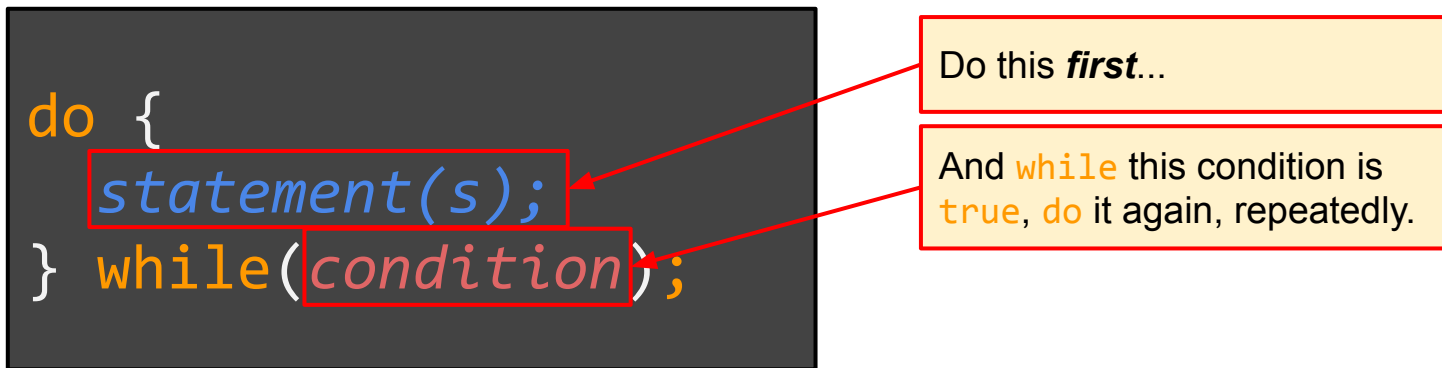 do {
statement(s);
} while(condition);
Do this first...
And while this condition is
true, do it again, repeatedly.